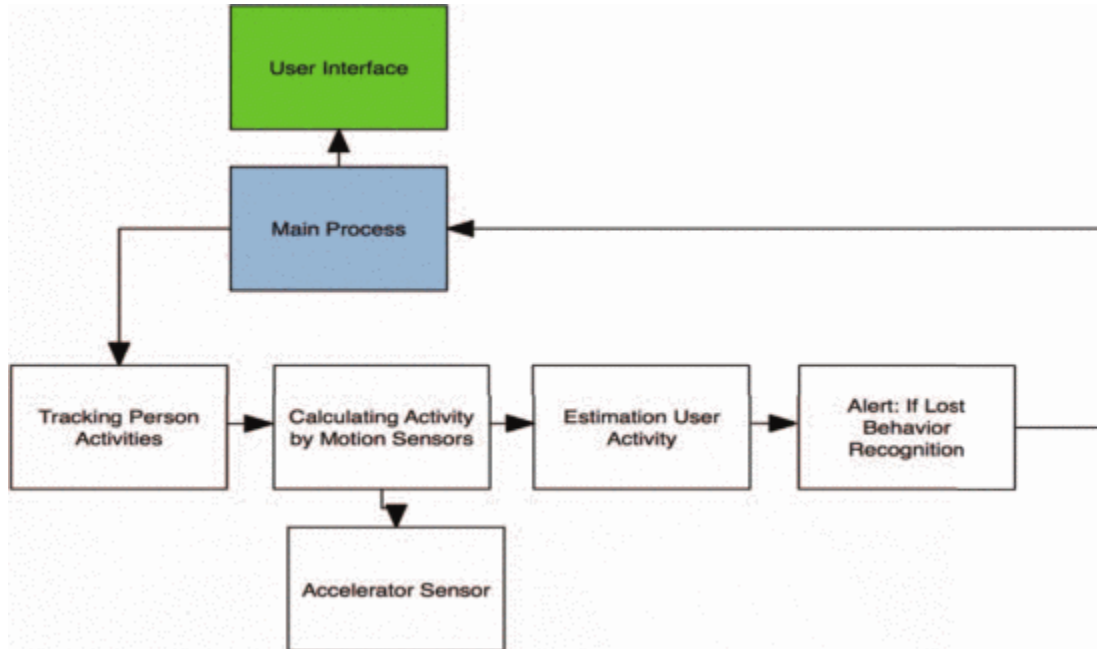 User Interface
Main Process
Tracking Person
Activities
Calculating Activity
by Motion Sensors
Estimation User
Activity
Alert: If Lost
Behavior
Recognition
Accelerator Sensor